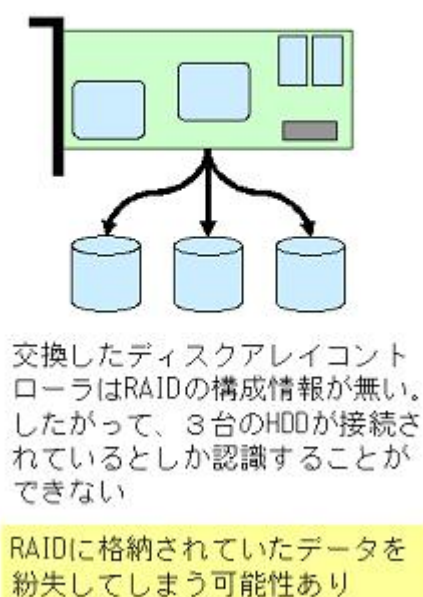 交換したディスクアレイコント
ローラはRAIDの構成情報が無い。
したがって、３台のHDDが接続さ
れているとしか認識することが
できない
RAIDに格納されていたデータを
紛失してしまう可能性あり